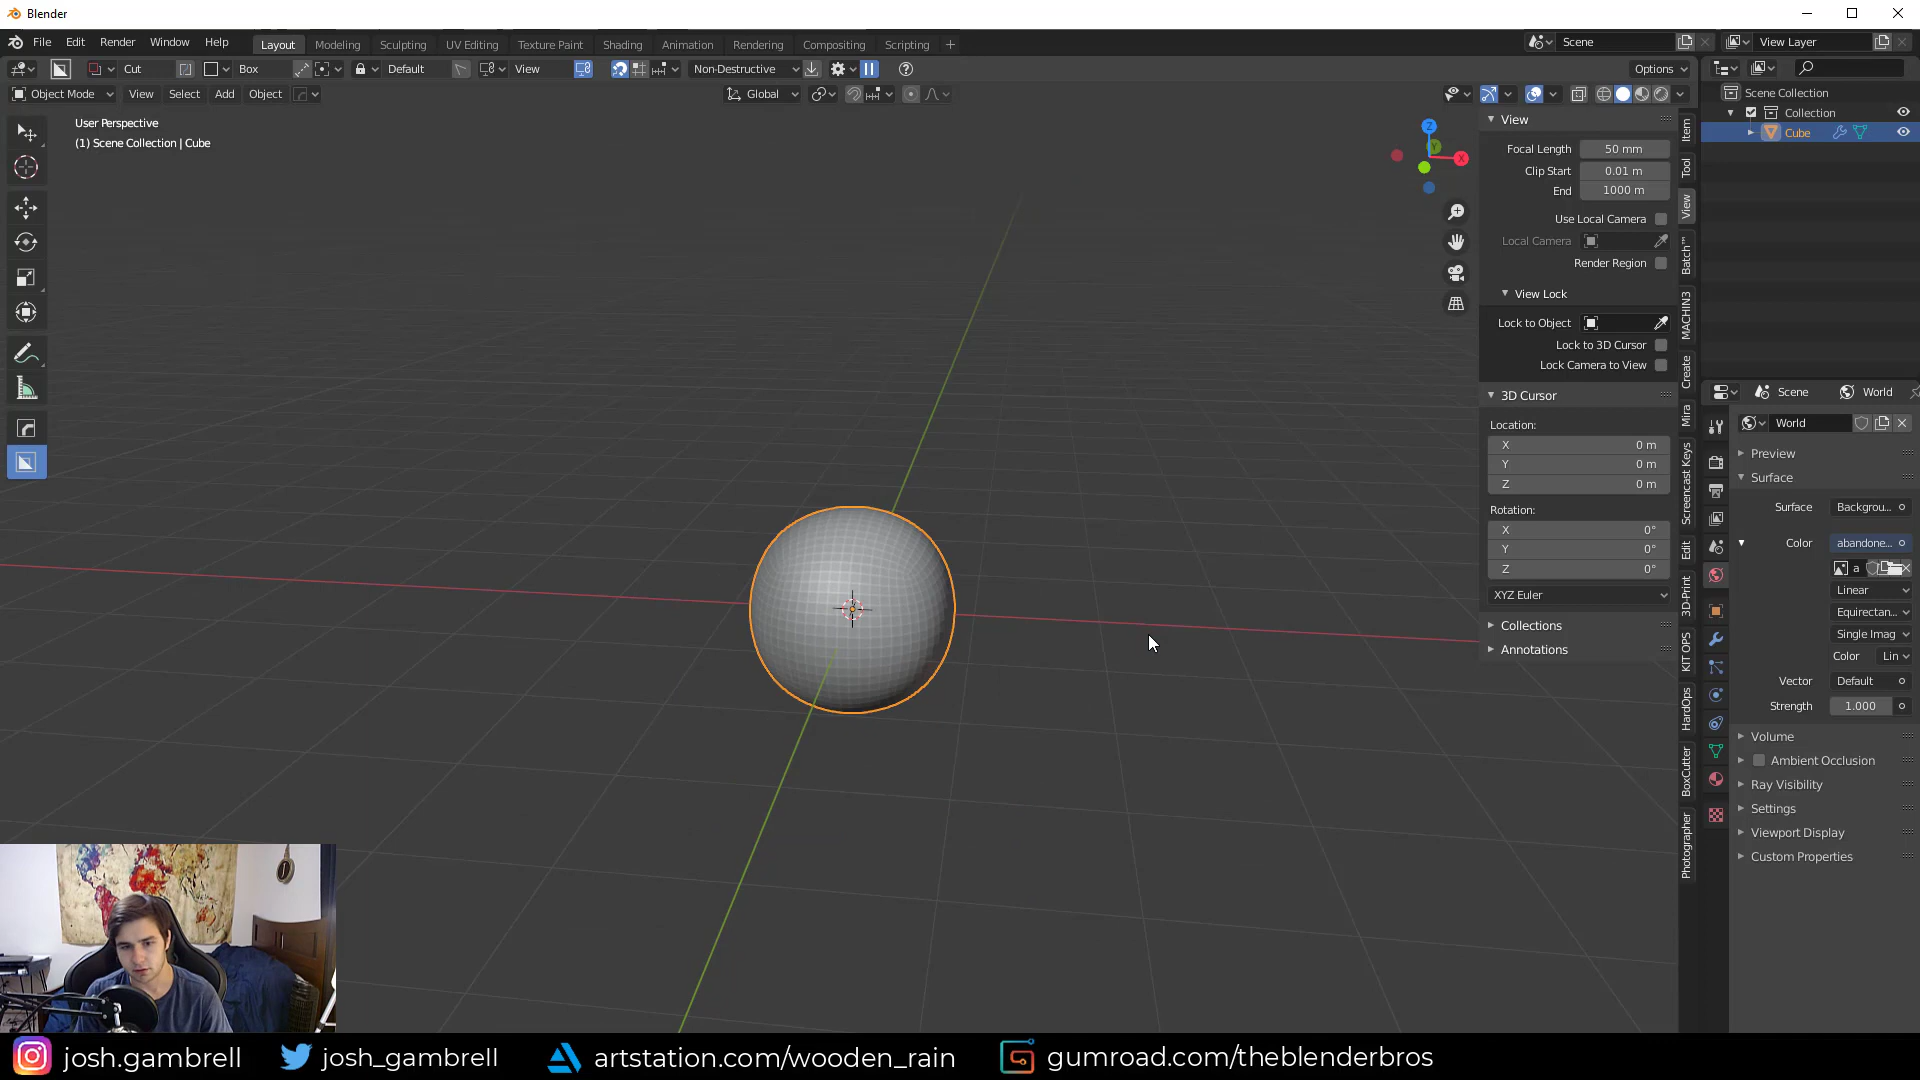 Blender
File Edit Render Window Help Layout Modeling Sculpting UV Editing Texture Paint Shading Animation Rendering Compositing Scripting + Scene View Layer
Cut Box Default View Non-Destructive Options
Object Mode View Select Add Object Global
User Perspective
(1) Scene Collection | Cube
X
Y
Z
View
Focal Length 50 mm
Clip Start 0.01 m
End 1000 m
Use Local Camera
Local Camera
Render Region
View Lock
Lock to Object
Lock to 3D Cursor
Lock Camera to View
3D Cursor
Location:
X 0 m
Y 0 m
Z 0 m
Rotation:
X 0°
Y 0°
Z 0°
XYZ Euler
Collections
Annotations
Item
Tool
View
Batch™
MACHIN3
Create
Mira
Screencast Keys
Edit
3D-Print
KIT OPS
HardOps
BoxCutter
Photographer
Scene Collection
Collection
Cube
Scene World
World
Preview
Surface
Surface Backgrou...
Color abandone...
a
Linear
Equirectan...
Single Imag
Color Lin
Vector Default
Strength 1.000
Volume
Ambient Occlusion
Ray Visibility
Settings
Viewport Display
Custom Properties
josh.gambrell josh_gambrell artstation.com/wooden_rain gumroad.com/theblenderbros